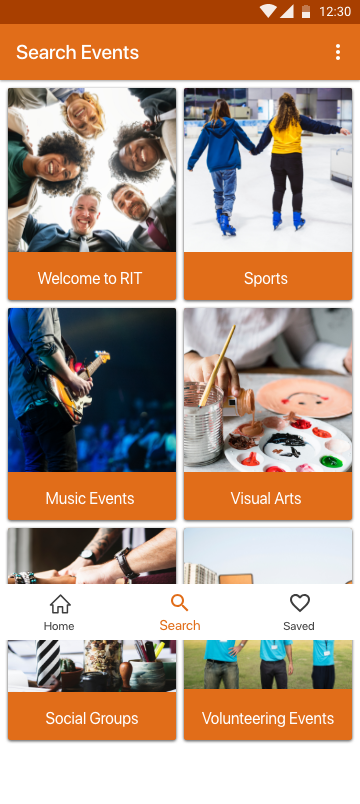 12:30
Search Events
Welcome to RIT
Sports
Music Events
Visual Arts
Home
Search
Saved
Social Groups
Volunteering Events